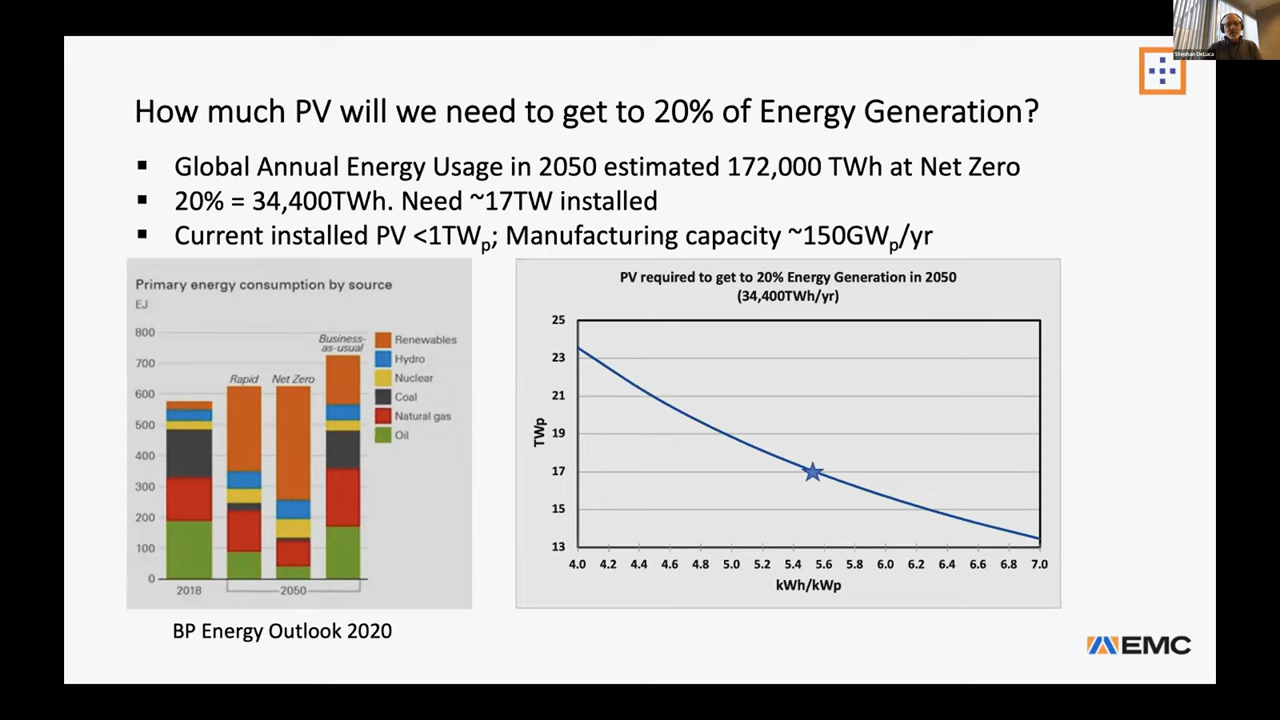 Stephan DeLuca
How much PV will we need to get to 20% of Energy Generation?
▪ Global Annual Energy Usage in 2050 estimated 172,000 TWh at Net Zero
▪ 20% = 34,400TWh. Need ~17TW installed
▪ Current installed PV <1TWp; Manufacturing capacity ~150GWp/yr
Primary energy consumption by source
EJ
800
700
600
500
400
300
200
100
0
Rapid
Net Zero
Business-
as-usual
2018
2050
Renewables
Hydro
Nuclear
Coal
Natural gas
Oil
BP Energy Outlook 2020
PV required to get to 20% Energy Generation in 2050
(34,400TWh/yr)
TWp
25
23
21
19
17
15
13
4.0 4.2 4.4 4.6 4.8 5.0 5.2 5.4 5.6 5.8 6.0 6.2 6.4 6.6 6.8 7.0
kWh/kWp
EMC